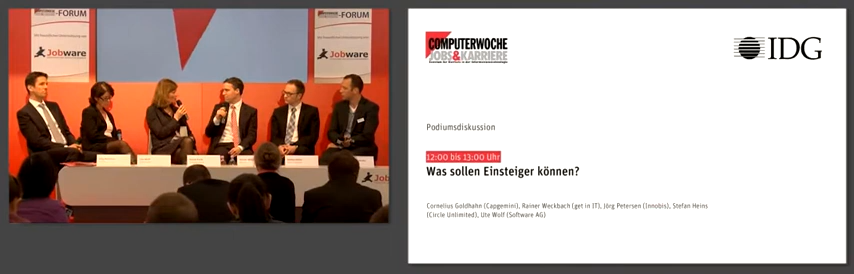 -FORUM
Jobware
-FORUM
Jobware
Job
COMPUTERWOCHE
JOBS&KARRIERE
IDG
Podiumsdiskussion
12:00 bis 13:00 Uhr
Was sollen Einsteiger können?
Cornelius Goldhahn (Capgemini), Rainer Weckbach (get in IT), Jörg Petersen (Innobis), Stefan Heins
(Circle Unlimited), Ute Wolf (Software AG)